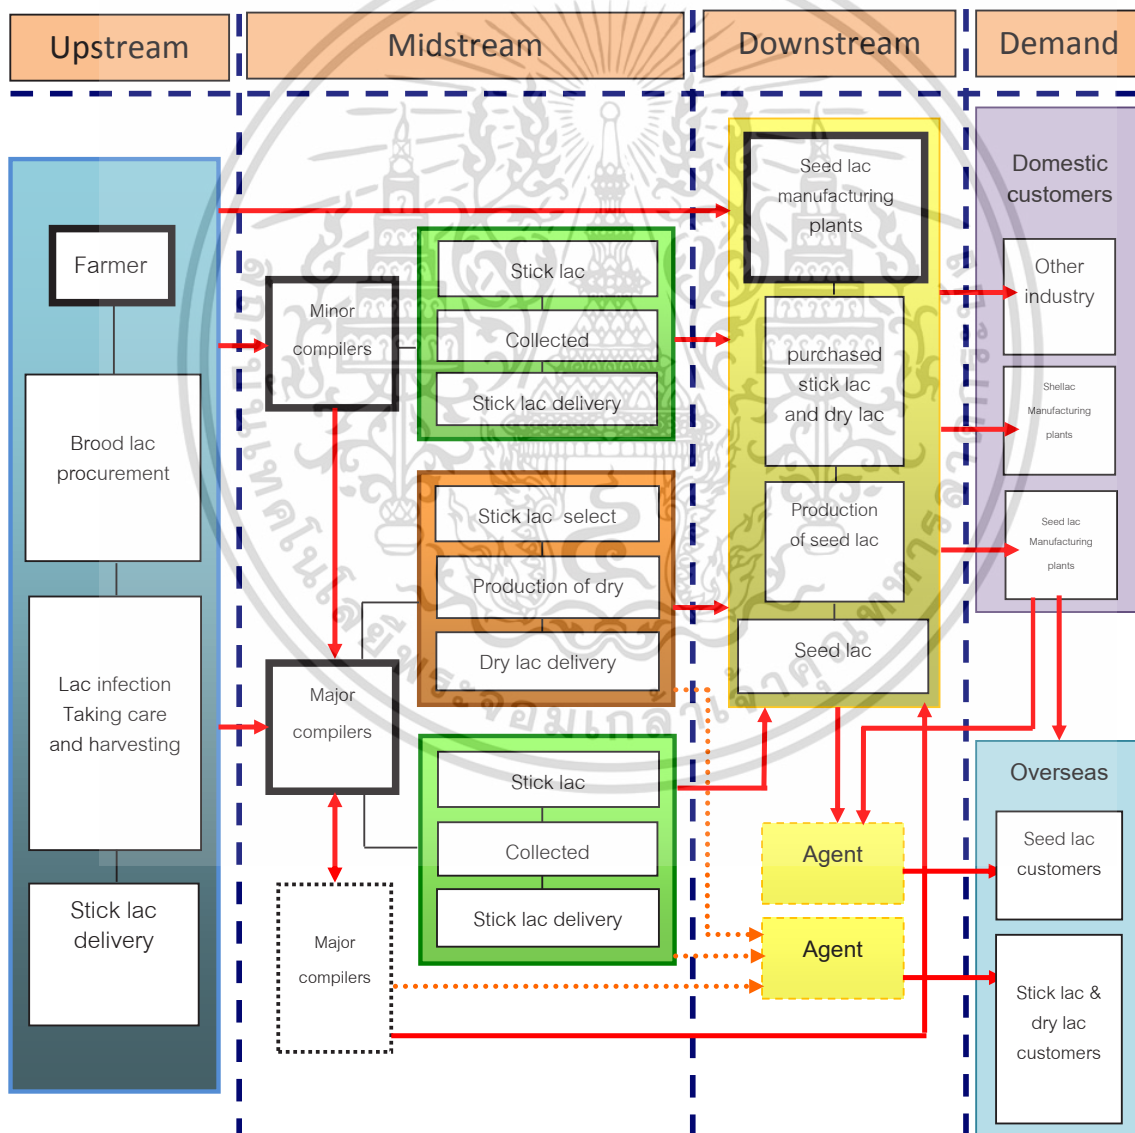 Upstream
Midstream
Downstream
Demand
Farmer
Brood lac
procurement
Lac infection
Taking care
and harvesting
Stick lac
delivery
Minor
compilers
Major
compilers
Major
compilers
Stick lac
Collected
Stick lac delivery
Stick lac select
Production of dry
Dry lac delivery
Stick lac
Collected
Stick lac delivery
Seed lac
manufacturing
plants
purchased
stick lac
and dry lac
Production
of seed lac
Seed lac
Agent
Agent
Domestic
customers
Other
industry
Shellac
Manufacturing
plants
Seed lac
Manufacturing
plants
Overseas
Seed lac
customers
Stick lac &
dry lac
customers